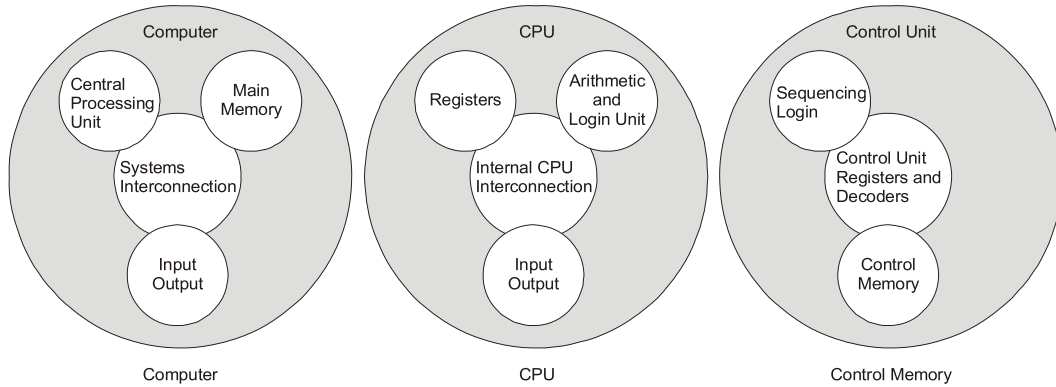 Computer
Central
Processing
Unit
Main
Memory
Systems
Interconnection
Input
Output
Computer
CPU
Registers
Arithmetic
and
Login Unit
Internal CPU
Interconnection
Input
Output
CPU
Control Unit
Sequencing
Login
Control Unit
Registers and
Decoders
Control
Memory
Control Memory